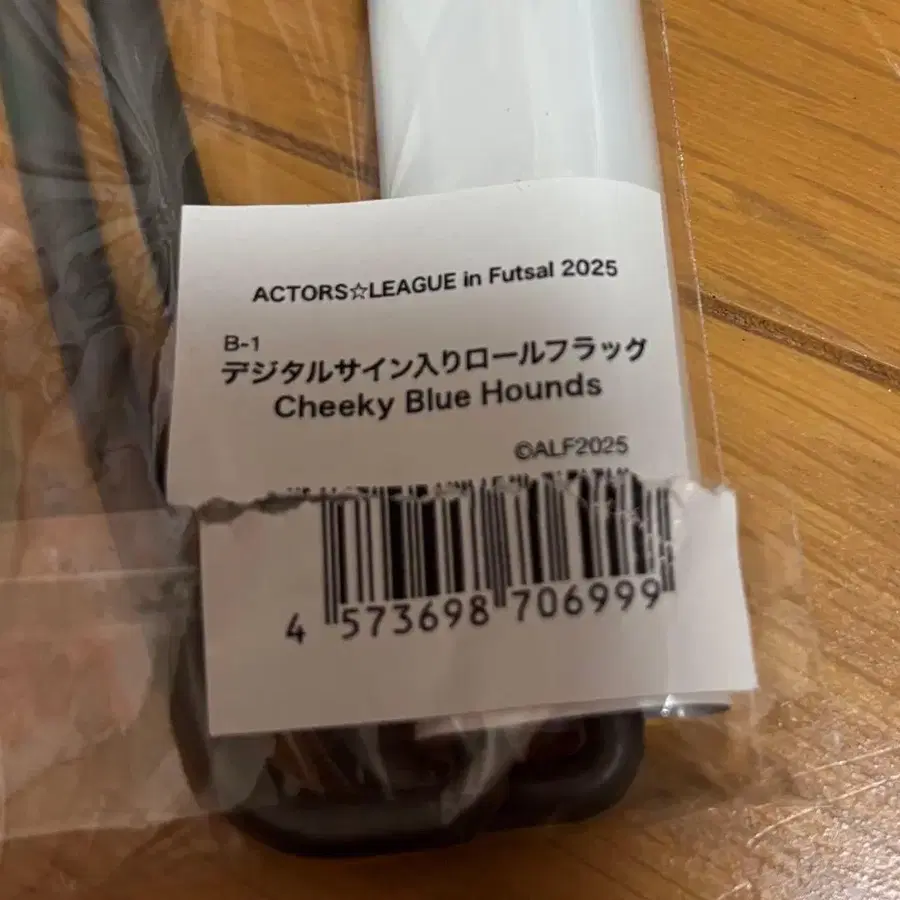 ACTORS☆LEAGUE in Futsal 2025
B-1
デジタルサイン入りロールフラッグ
Cheeky Blue Hounds
©ALF2025
4 573698 706999